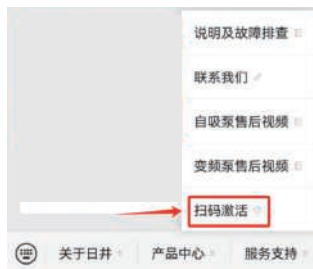 说明及故障排查
联系我们
自吸泵售后视频
变频泵售后视频
扫码激活
关于日井 产品中心 服务支持